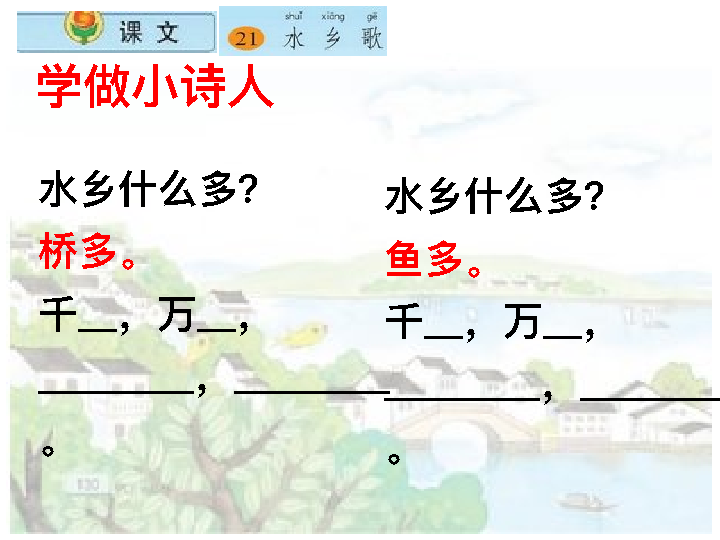 课 文
shuǐ xiāng gē
21 水 乡 歌
学做小诗人
水乡什么多?
桥多。
千__，万__，
________，________
。
水乡什么多?
鱼多。
千__，万__，
________，________
。
130